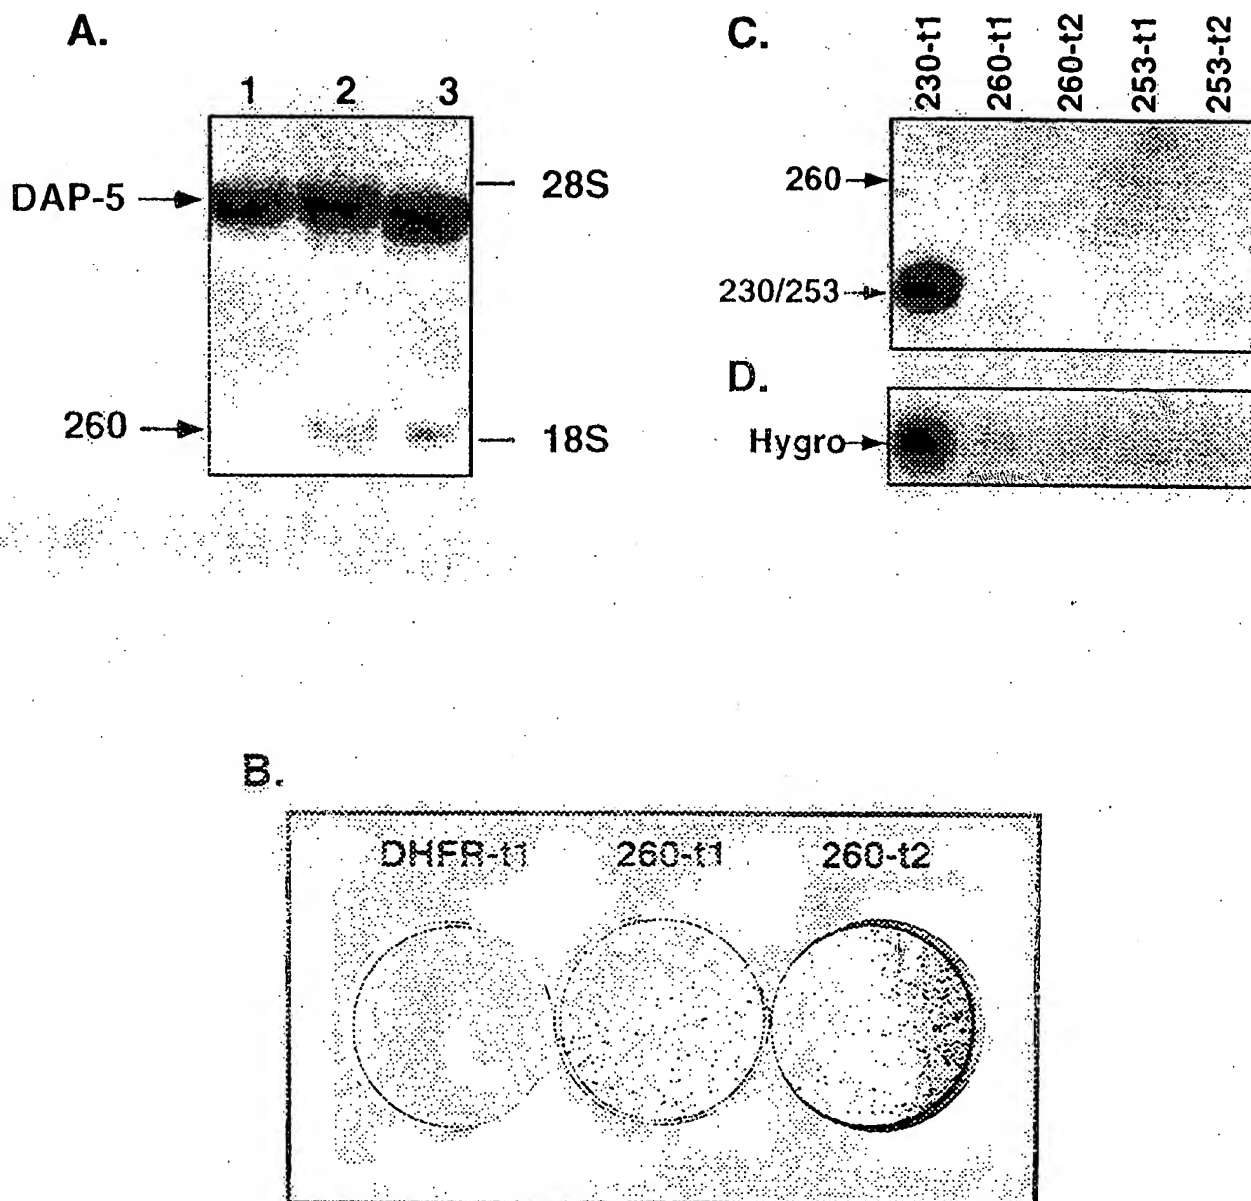 A.
1 2 3
DAP-5
28S
260
18S
C.
230-t1
260-t1
260-t2
253-t1
253-t2
260
230/253
D.
Hygro
B.
DHFR-t1 260-t1 260-t2